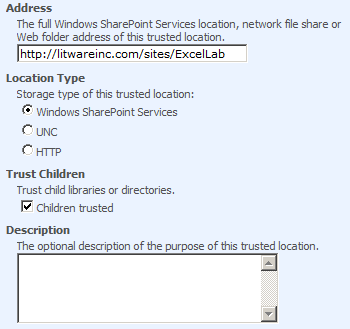 Address
The full Windows SharePoint Services location, network file share or
Web folder address of this trusted location.
http://litwareinc.com/sites/ExcelLab
Location Type
Storage type of this trusted location:
Windows SharePoint Services
UNC
HTTP
Trust Children
Trust child libraries or directories.
Children trusted
Description
The optional description of the purpose of this trusted location.